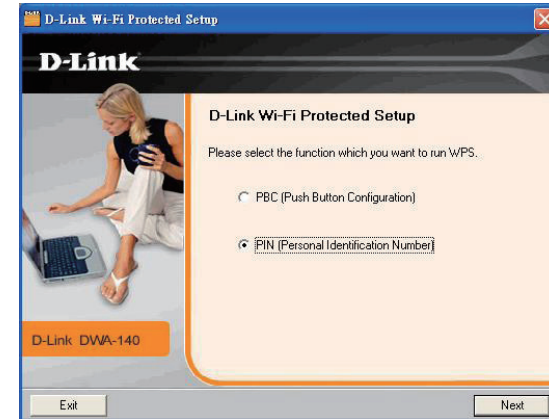 D-Link Wi-Fi Protected Setup
D-Link
D-Link Wi-Fi Protected Setup
Please select the function which you want to run WPS.
PBC (Push Button Configuration)
PIN (Personal Identification Number)
D-Link DWA-140
Exit
Next